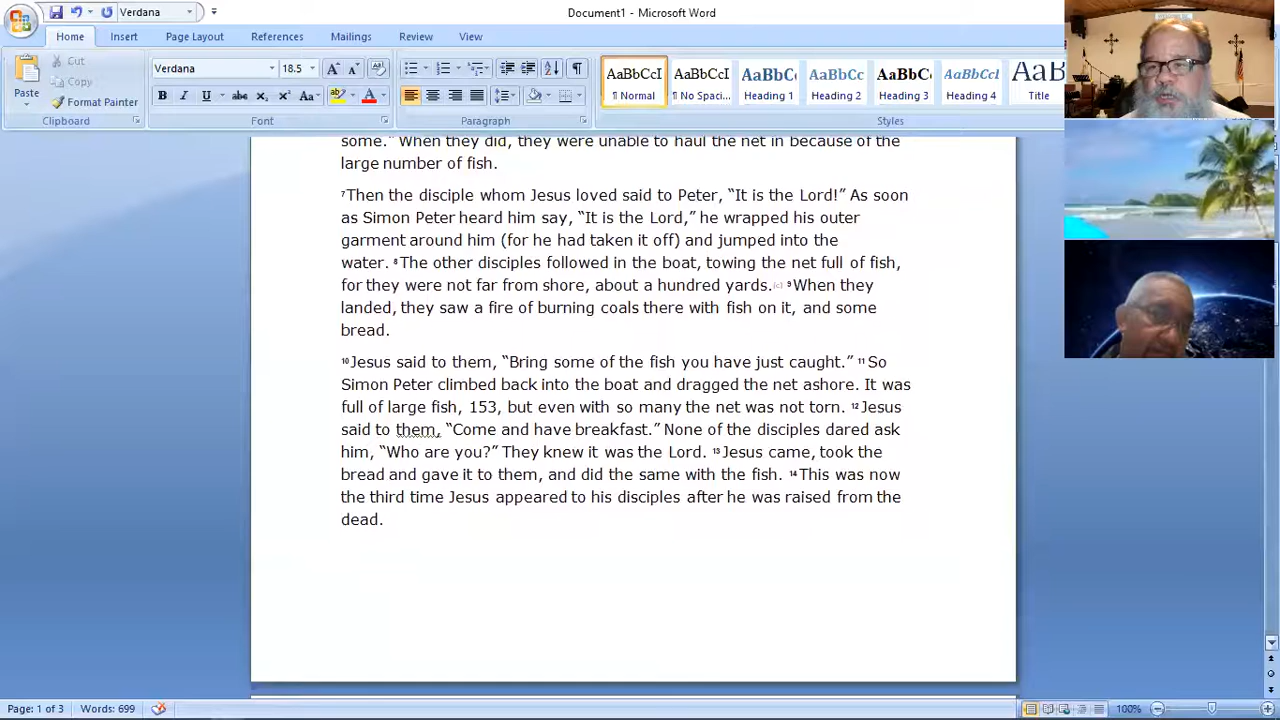 Verdana
Document1 - Microsoft Word
Home Insert Page Layout References Mailings Review View
Paste
Cut
Copy
Format Painter
Clipboard
Verdana 18.5
B I U abc X₂ X² Aa
Font
Paragraph
AaBbCcI AaBbCcI AaBbC AaBbCc AaBbCc AaBbCcI AaB
¶ Normal ¶ No Spaci... Heading 1 Heading 2 Heading 3 Heading 4 Title
Styles
some.” When they did, they were unable to haul the net in because of the
large number of fish.
7Then the disciple whom Jesus loved said to Peter, “It is the Lord!” As soon
as Simon Peter heard him say, “It is the Lord,” he wrapped his outer
garment around him (for he had taken it off) and jumped into the
water. 8The other disciples followed in the boat, towing the net full of fish,
for they were not far from shore, about a hundred yards.[c] 9When they
landed, they saw a fire of burning coals there with fish on it, and some
bread.
10Jesus said to them, “Bring some of the fish you have just caught.” 11So
Simon Peter climbed back into the boat and dragged the net ashore. It was
full of large fish, 153, but even with so many the net was not torn. 12Jesus
said to them, “Come and have breakfast.” None of the disciples dared ask
him, “Who are you?” They knew it was the Lord. 13Jesus came, took the
bread and gave it to them, and did the same with the fish. 14This was now
the third time Jesus appeared to his disciples after he was raised from the
dead.
Page: 1 of 3 Words: 699 100%